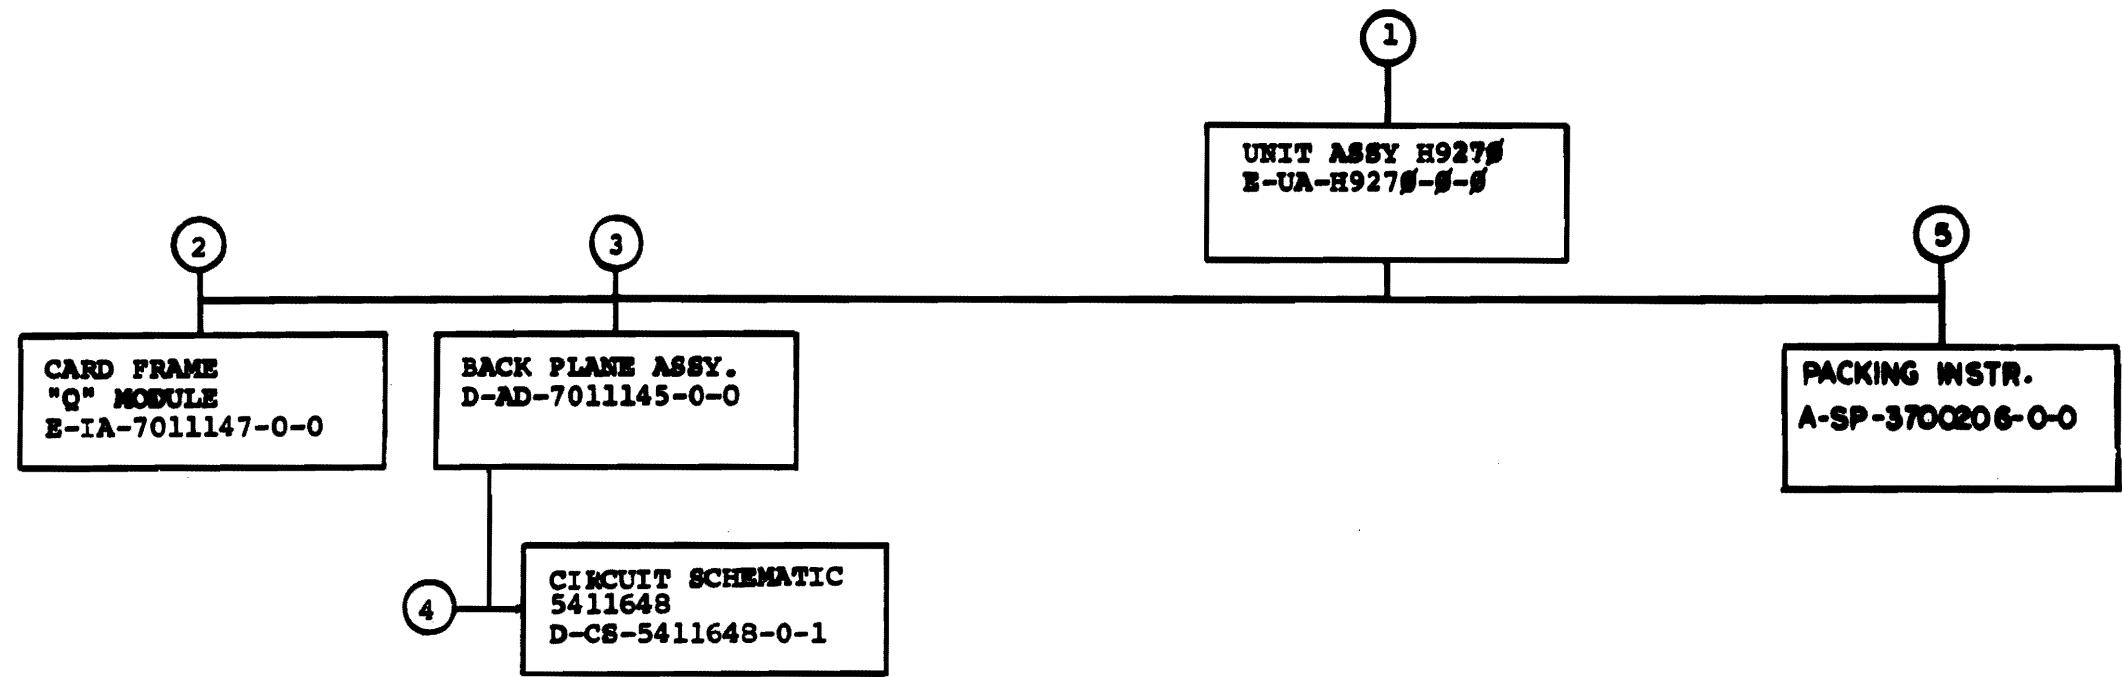 1
UNIT ASSY H927Ø
E-UA-H927Ø-Ø-Ø
2
3
5
CARD FRAME
"Q" MODULE
E-IA-7011147-0-0
BACK PLANE ASSY.
D-AD-7011145-0-0
PACKING INSTR.
A-SP-3700206-0-0
4
CIRCUIT SCHEMATIC
5411648
D-CS-5411648-0-1